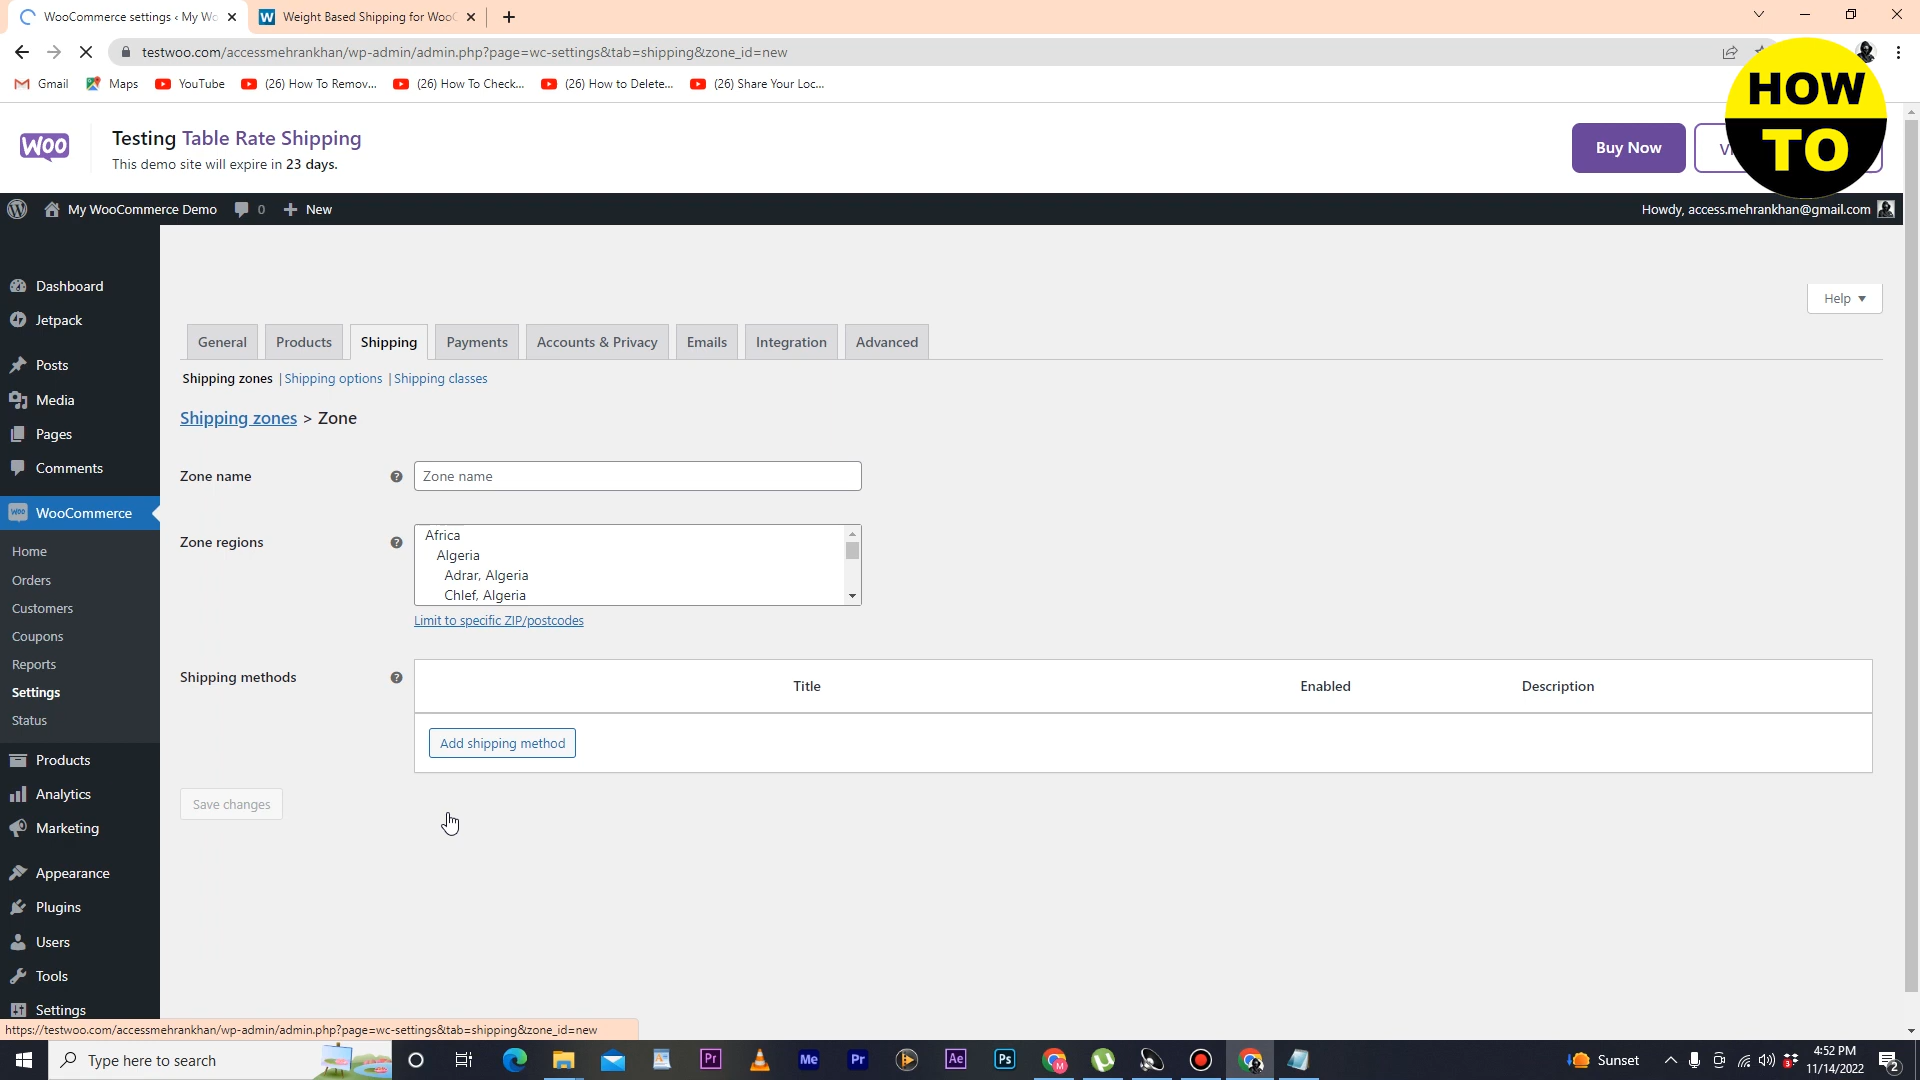 WooCommerce settings ‹ My Wo
Weight Based Shipping for WooC
testwoo.com/accessmehrankhan/wp-admin/admin.php?page=wc-settings&tab=shipping&zone_id=new
Gmail
Maps
YouTube
(26) How To Remov...
(26) How To Check...
(26) How to Delete...
(26) Share Your Loc...
HOW
TO
WOO
Testing Table Rate Shipping
This demo site will expire in 23 days.
Buy Now
My WooCommerce Demo
0
New
Howdy, access.mehrankhan@gmail.com
Help
Dashboard
Jetpack
Posts
Media
Pages
Comments
WooCommerce
Home
Orders
Customers
Coupons
Reports
Settings
Status
Products
Analytics
Marketing
Appearance
Plugins
Users
Tools
Settings
General
Products
Shipping
Payments
Accounts & Privacy
Emails
Integration
Advanced
Shipping zones | Shipping options | Shipping classes
Shipping zones > Zone
Zone name
Zone name
Zone regions
Africa
Algeria
Adrar, Algeria
Chlef, Algeria
Limit to specific ZIP/postcodes
Shipping methods
Title
Enabled
Description
Add shipping method
Save changes
https://testwoo.com/accessmehrankhan/wp-admin/admin.php?page=wc-settings&tab=shipping&zone_id=new
Type here to search
Sunset
4:52 PM
11/14/2022
2